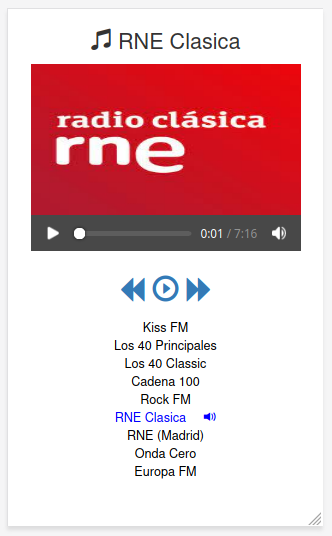 RNE Clasica
radio clásica
rne
0:01 / 7:16
Kiss FM
Los 40 Principales
Los 40 Classic
Cadena 100
Rock FM
RNE Clasica
RNE (Madrid)
Onda Cero
Europa FM